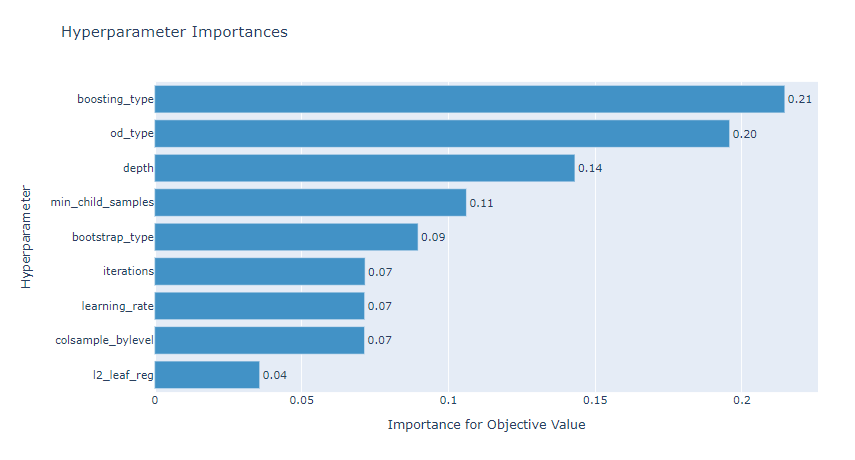 Hyperparameter Importances
Hyperparameter
boosting_type 0.21
od_type 0.20
depth 0.14
min_child_samples 0.11
bootstrap_type 0.09
iterations 0.07
learning_rate 0.07
colsample_bylevel 0.07
l2_leaf_reg 0.04
0 0.05 0.1 0.15 0.2
Importance for Objective Value